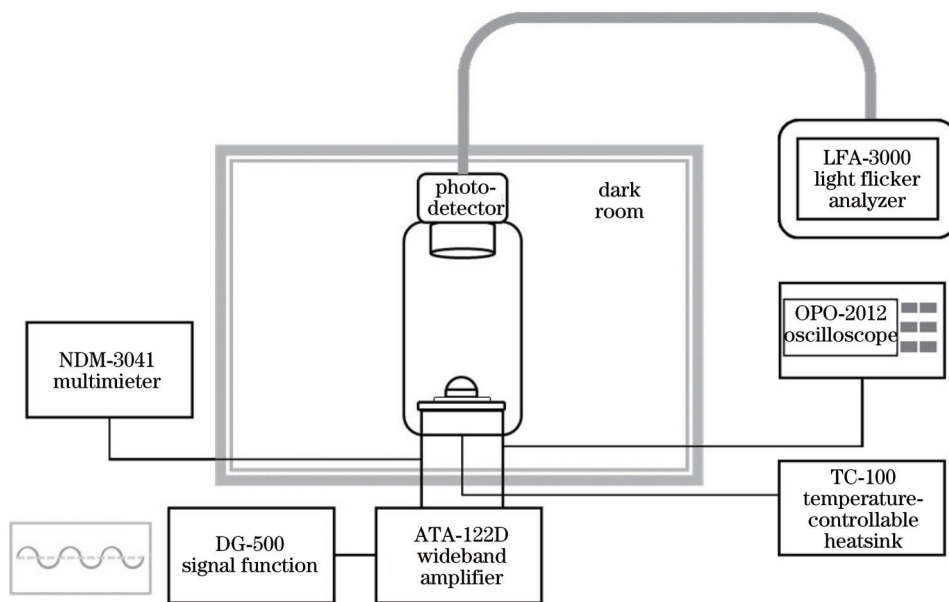 photo-
detector
dark
room
LFA-3000
light flicker
analyzer
OPO-2012
oscilloscope
NDM-3041
multimieter
DG-500
signal function
ATA-122D
wideband
amplifier
TC-100
temperature-
controllable
heatsink